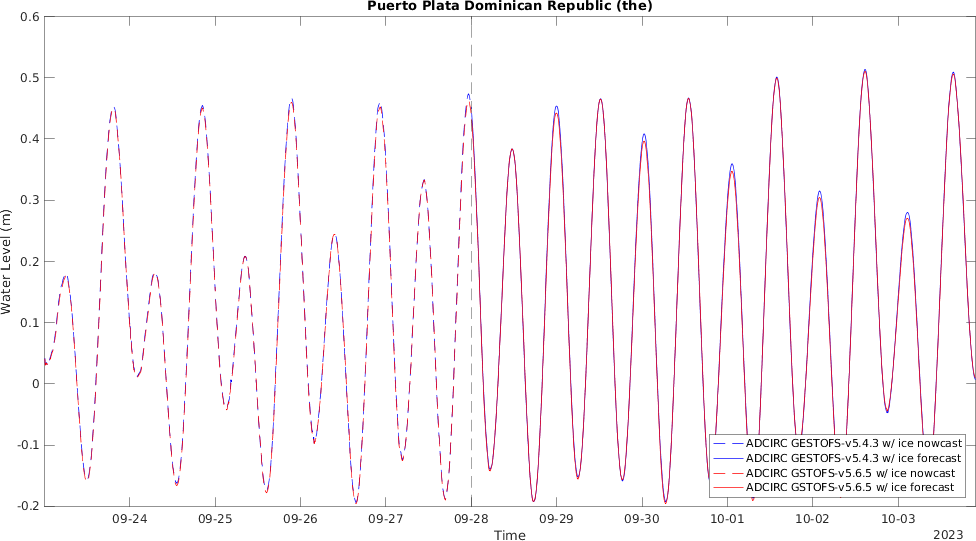 Puerto Plata Dominican Republic (the)
0.6
0.5
0.4
0.3
0.2
0.1
0
-0.1
-0.2
Water Level (m)
ADCIRC GESTOFS-v5.4.3 w/ ice nowcast
ADCIRC GESTOFS-v5.4.3 w/ ice forecast
ADCIRC GSTOFS-v5.6.5 w/ ice nowcast
ADCIRC GSTOFS-v5.6.5 w/ ice forecast
09-24 09-25 09-26 09-27 09-28 09-29 09-30 10-01 10-02 10-03
Time
2023